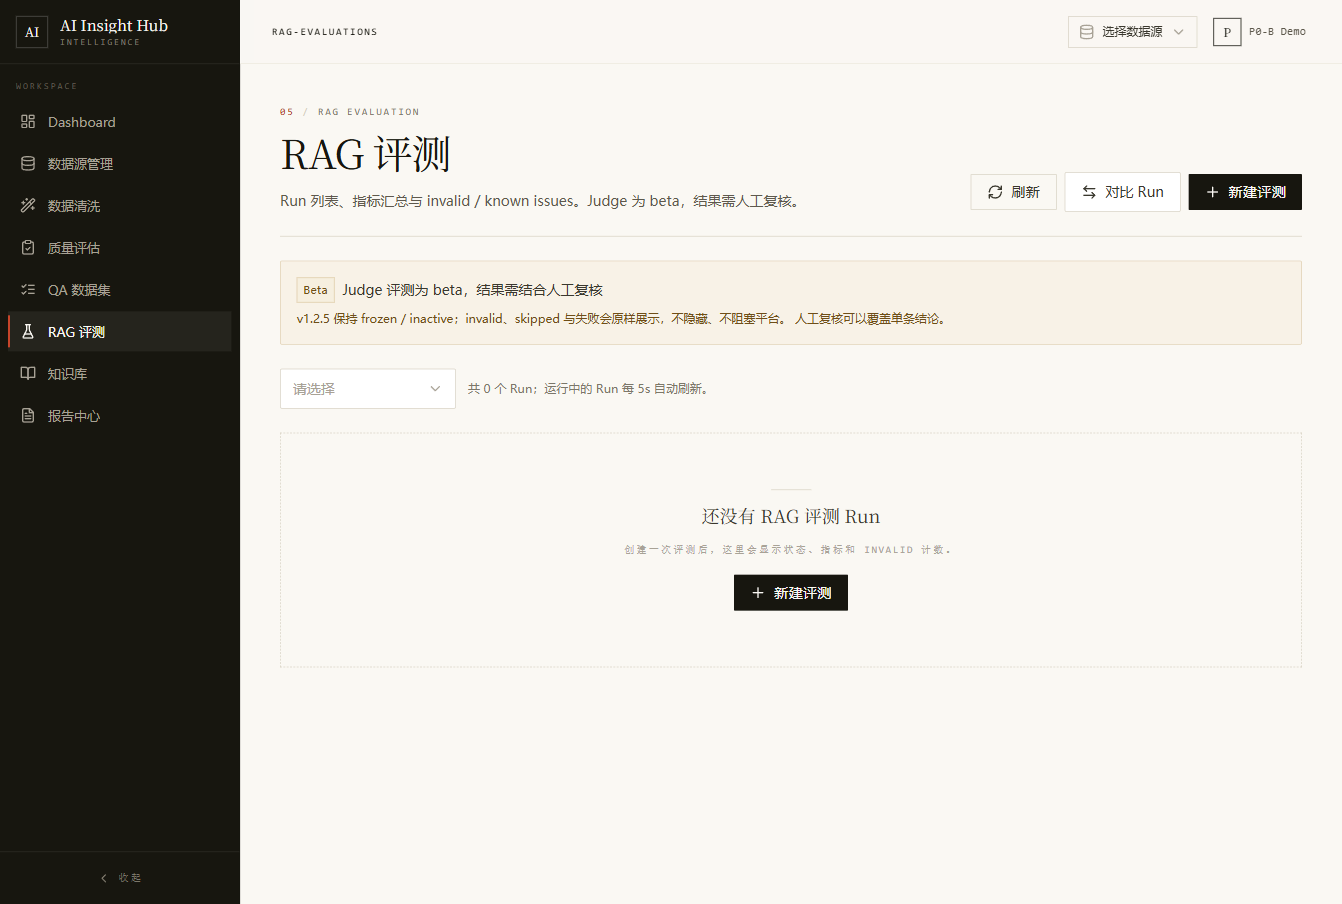 AI
AI Insight Hub
INTELLIGENCE
WORKSPACE
Dashboard
数据源管理
数据清洗
质量评估
QA 数据集
RAG 评测
知识库
报告中心
收起
RAG-EVALUATIONS
选择数据源
P
P0-B Demo
05 / RAG EVALUATION
RAG 评测
Run 列表、指标汇总与 invalid / known issues。Judge 为 beta，结果需人工复核。
刷新
对比 Run
新建评测
Beta
Judge 评测为 beta，结果需结合人工复核
v1.2.5 保持 frozen / inactive；invalid、skipped 与失败会原样展示，不隐藏、不阻塞平台。 人工复核可以覆盖单条结论。
请选择
共 0 个 Run；运行中的 Run 每 5s 自动刷新。
还没有 RAG 评测 Run
创建一次评测后，这里会显示状态、指标和 INVALID 计数。
新建评测